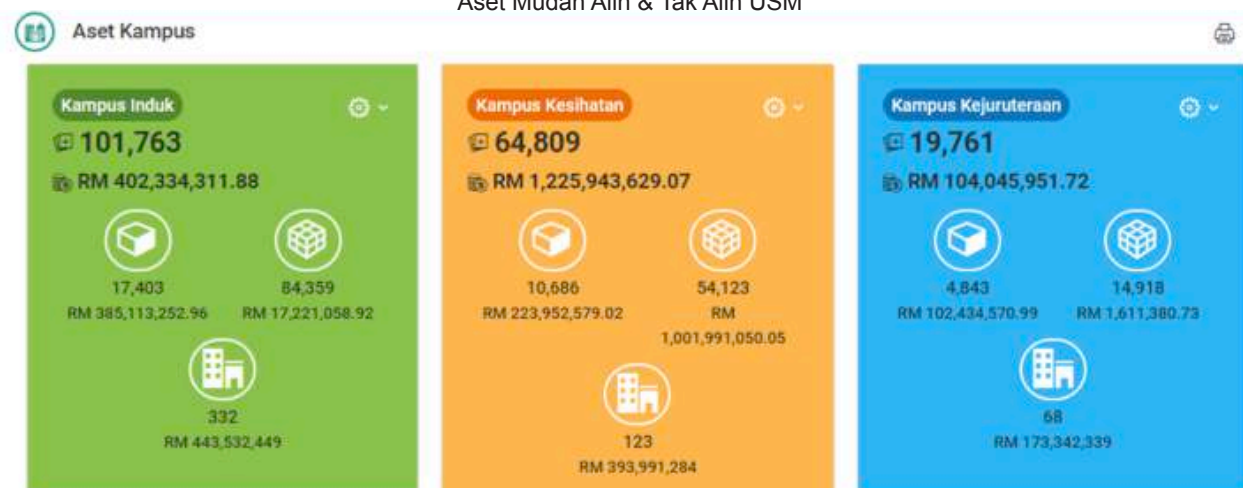 Aset Mudah Alih & Tak Alih USM
Aset Kampus
Kampus Induk
101,763
RM 402,334,311.88
17,403
RM 385,113,252.96
84,359
RM 17,221,058.92
332
RM 443,532,449
Kampus Kesihatan
64,809
RM 1,225,943,629.07
10,686
RM 223,952,579.02
54,123
RM
1,001,991,050.05
123
RM 393,991,284
Kampus Kejuruteraan
19,761
RM 104,045,951.72
4,843
RM 102,434,570.99
14,918
RM 1,611,380.73
68
RM 173,342,339